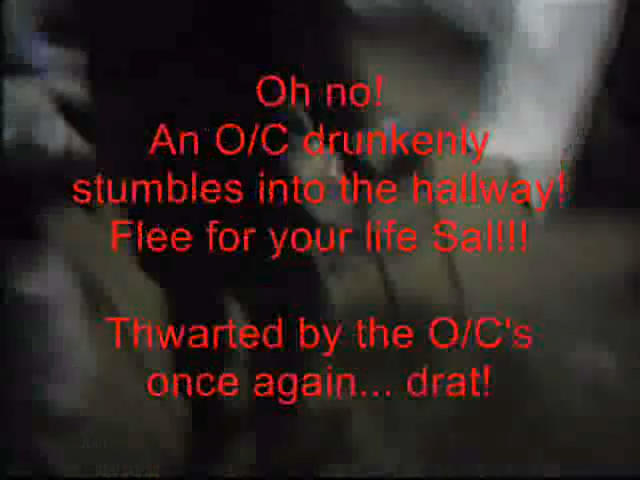 Oh no!
An O/C drunkenly
stumbles into the hallway!
Flee for your life Sal!!!
Thwarted by the O/C's
once again... drat!